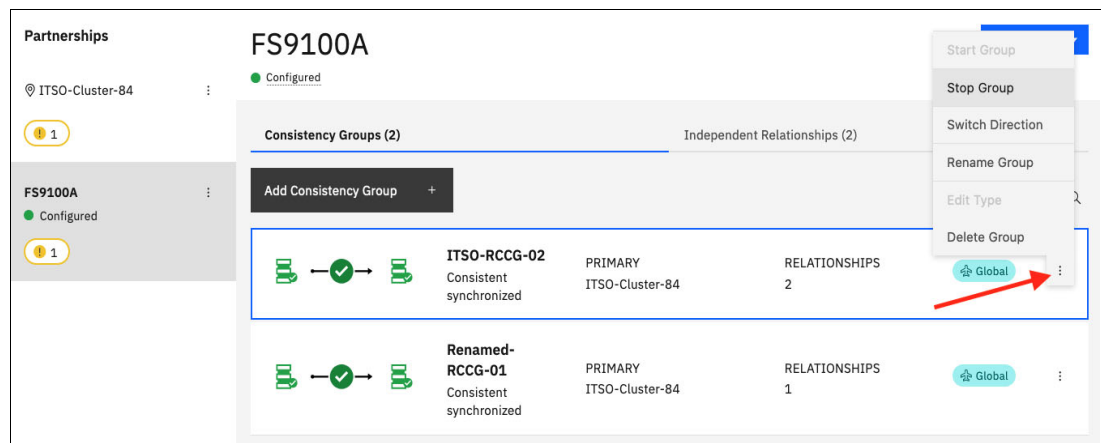 Partnerships
ITSO-Cluster-84
1
FS9100A
Configured
1
FS9100A
Configured
Consistency Groups (2)
Independent Relationships (2)
Add Consistency Group +
ITSO-RCCG-02
Consistent
synchronized
PRIMARY
ITSO-Cluster-84
RELATIONSHIPS
2
Global
Renamed-
RCCG-01
Consistent
synchronized
PRIMARY
ITSO-Cluster-84
RELATIONSHIPS
1
Global
Start Group
Stop Group
Switch Direction
Rename Group
Edit Type
Delete Group